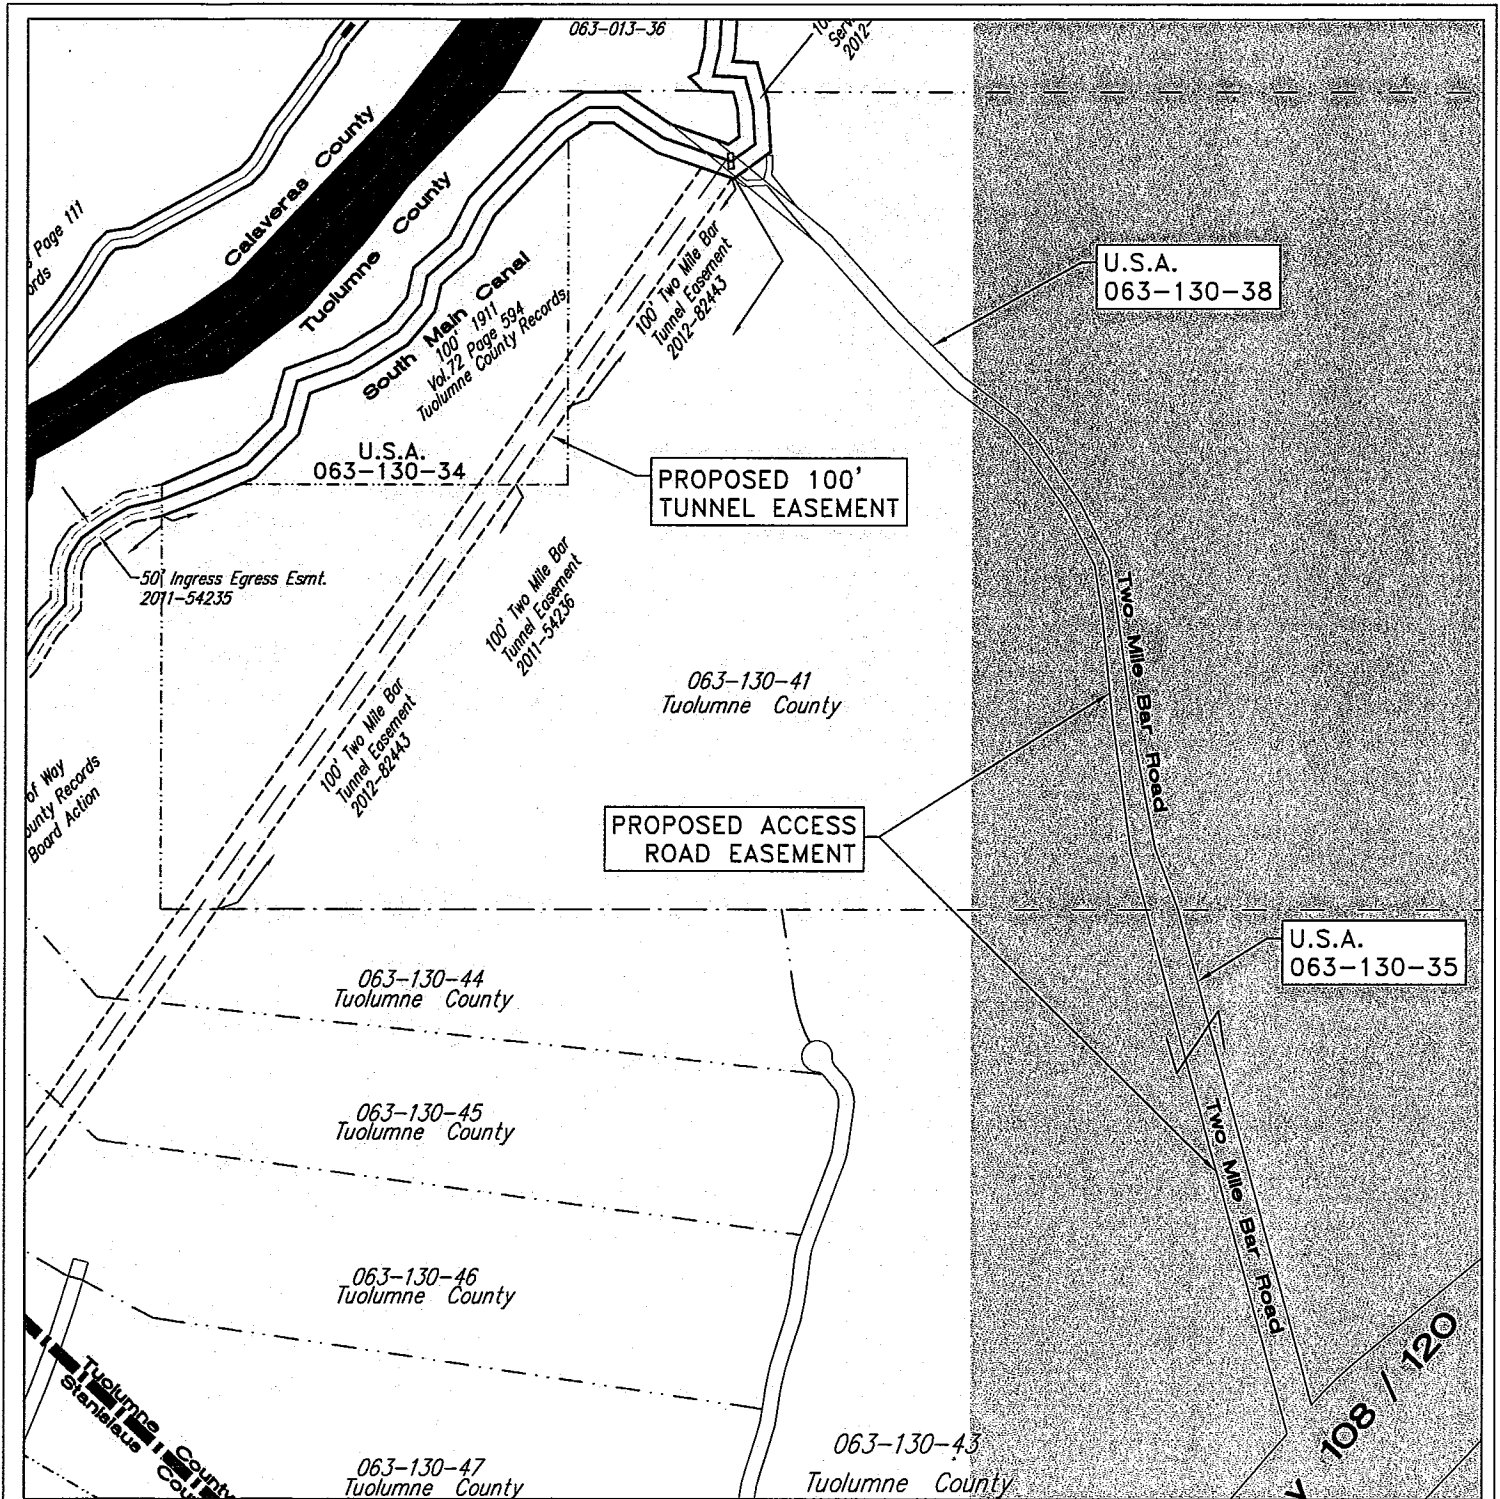 063-013-36
2012-
Page 111
Calaveras County
Tuolumne County
South Main Canal
100' 1911
Vol.72 Page 594
Tuolumne County Records
100' Two Mile Bar
Tunnel Easement
2012-82443
U.S.A.
063-130-38
U.S.A.
063-130-34
PROPOSED 100'
TUNNEL EASEMENT
50' Ingress Egress Esmt.
2011-54235
100' Two Mile Bar
Tunnel Easement
2011-54236
063-130-41
Tuolumne County
Two Mile Bar Road
100' Two Mile Bar
Tunnel Easement
2012-82443
of Way
Records
Board Action
PROPOSED ACCESS
ROAD EASEMENT
U.S.A.
063-130-35
063-130-44
Tuolumne County
063-130-45
Tuolumne County
Two Mile Bar Road
063-130-46
Tuolumne County
108 / 120
Tuolumne County
Stanislaus
063-130-43
Tuolumne County
063-130-47
Tuolumne County